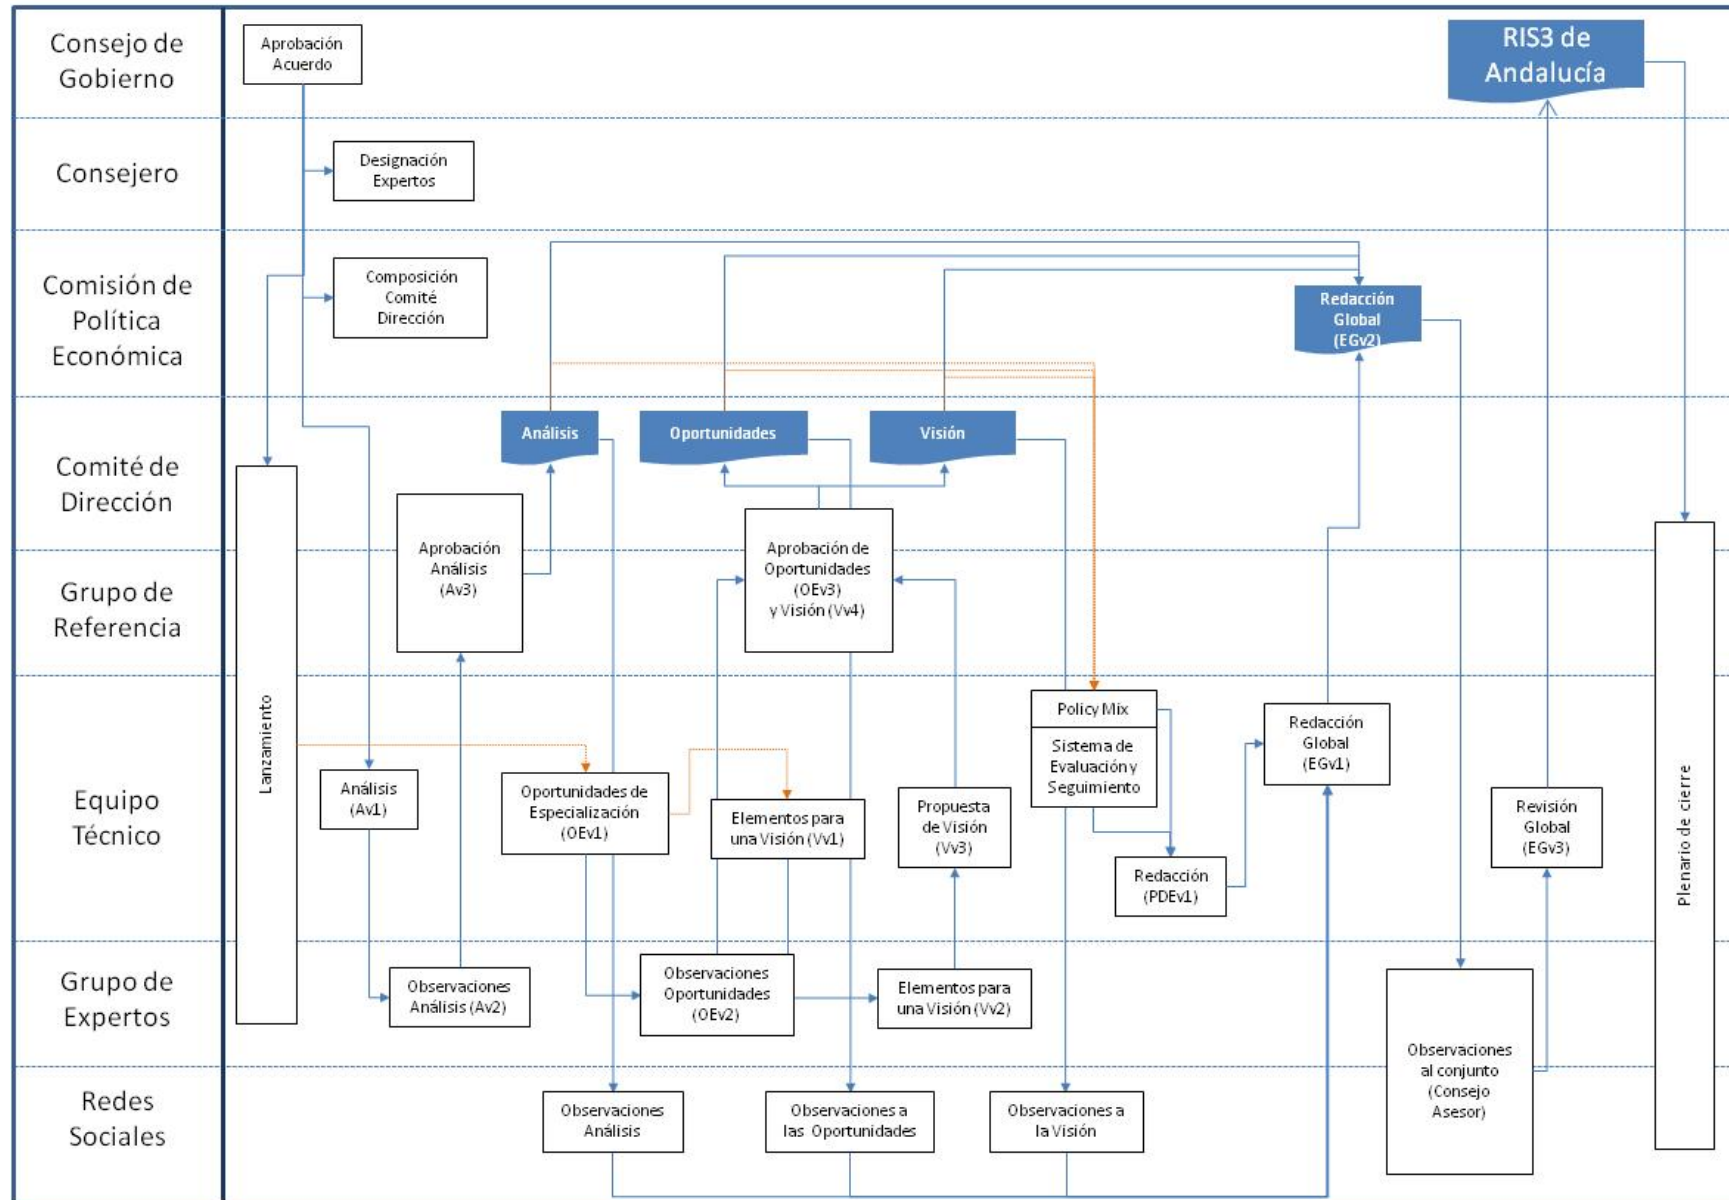 Consejo de
Gobierno
Aprobación
Acuerdo
RIS3 de
Andalucía
Consejero
Designación
Expertos
Comisión de
Política
Económica
Composición
Comité
Dirección
Redacción
Global
(EGv2)
Comité de
Dirección
Análisis
Oportunidades
Visión
Grupo de
Referencia
Aprobación
Análisis
(Av3)
Aprobación de
Oportunidades
(OEv3)
y Visión (Vv4)
Equipo
Técnico
Lanzamiento
Análisis
(Av1)
Oportunidades de
Especialización
(OEv1)
Elementos para
una Visión (Vv1)
Propuesta
de Visión
(Vv3)
Policy Mix
Sistema de
Evaluación y
Seguimiento
Redacción
(PDEv1)
Redacción
Global
(EGv1)
Revisión
Global
(EGv3)
Plenario de cierre
Grupo de
Expertos
Observaciones
Análisis (Av2)
Observaciones
Oportunidades
(OEv2)
Elementos para
una Visión (Vv2)
Observaciones
al conjunto
(Consejo
Asesor)
Redes
Sociales
Observaciones
Análisis
Observaciones a
las Oportunidades
Observaciones a
la Visión